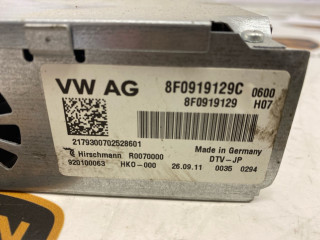 VW AG 8F0919129C 0600
8F0919129 H07
2179300702528601 Made in Germany
Hirschmann R0070000 DTV-JP
920100063 HK0-000 26.09.11 0035 0294